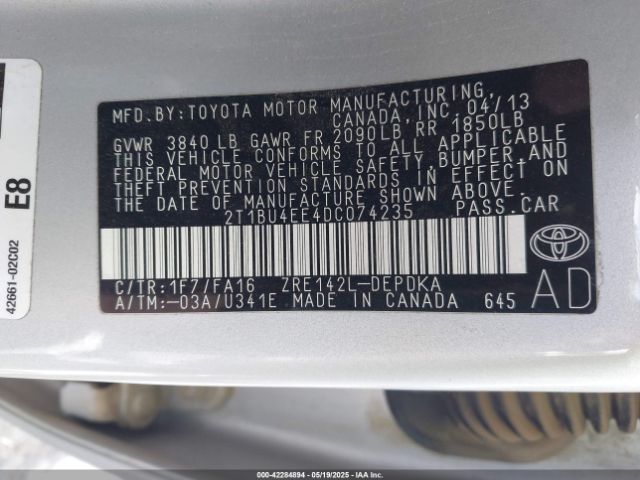 MFD.BY:TOYOTA MOTOR MANUFACTURING,
CANADA, INC. 04/13
GVWR 3840 LB GAWR FR 2090LB RR 1850LB
THIS VEHICLE CONFORMS TO ALL APPLICABLE
FEDERAL MOTOR VEHICLE SAFETY, BUMPER, AND
THEFT PREVENTION STANDARDS IN EFFECT ON
THE DATE OF MANUFACTURE SHOWN ABOVE.
2T1BU4EE4DC074235 PASS.CAR
C/TR:1F7/FA16 ZRE142L-DEPDKA
A/TM:-03A/U341E MADE IN CANADA 645
AD
E8
42661-02C02
000-42284894 | 05/19/2025 | Copyright IAA, Inc.